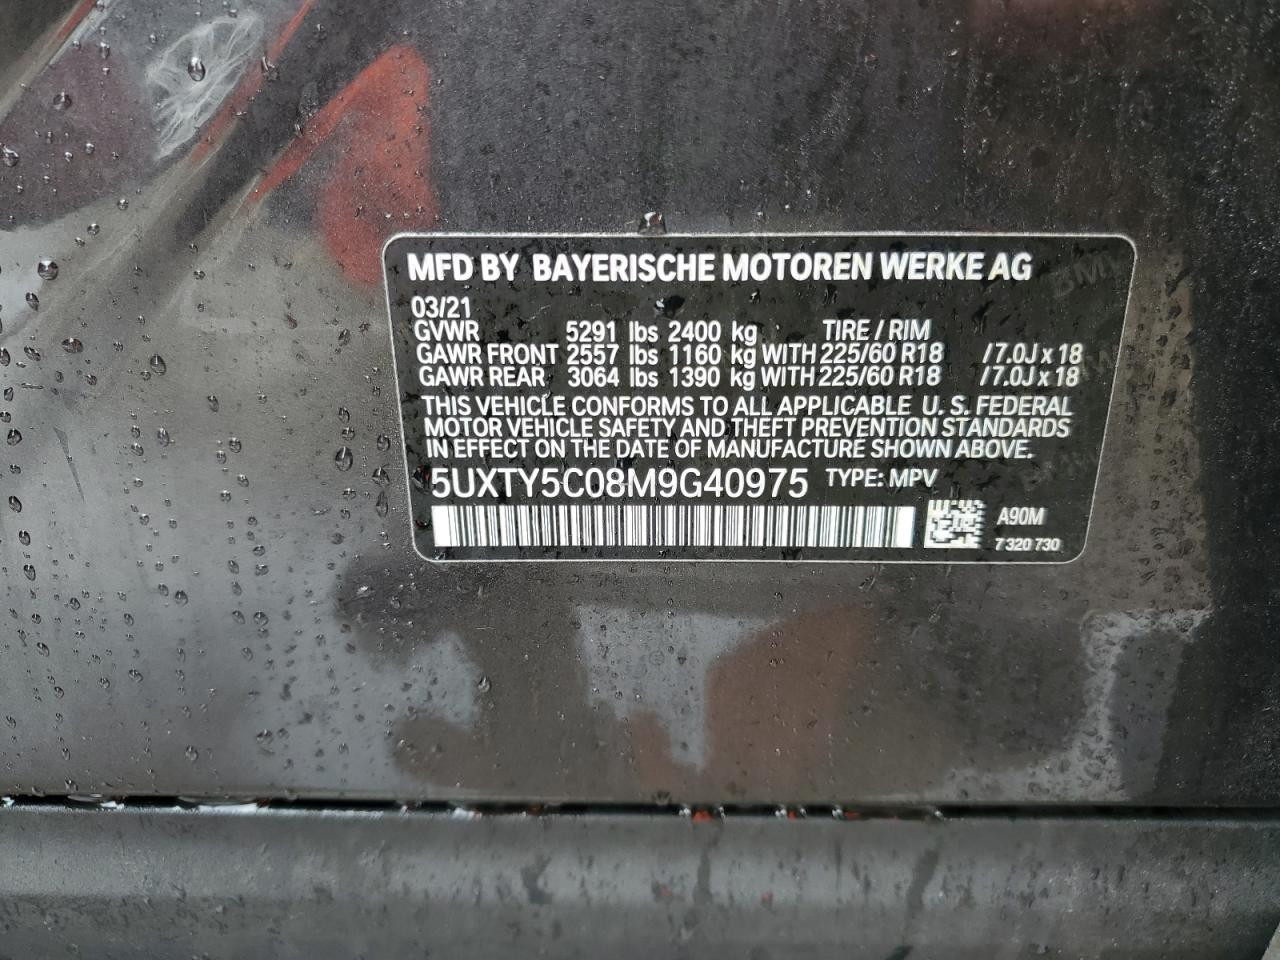 MFD BY BAYERISCHE MOTOREN WERKE AG
03/21
GVWR 5291 lbs 2400 kg TIRE / RIM
GAWR FRONT 2557 lbs 1160 kg WITH 225/60 R18 /7.0J x 18
GAWR REAR 3064 lbs 1390 kg WITH 225/60 R18 /7.0J x 18
THIS VEHICLE CONFORMS TO ALL APPLICABLE U.S. FEDERAL
MOTOR VEHICLE SAFETY AND THEFT PREVENTION STANDARDS
IN EFFECT ON THE DATE OF MANUFACTURE SHOWN ABOVE.
5UXTY5C08M9G40975 TYPE: MPV
A90M
7 320 730
BMW